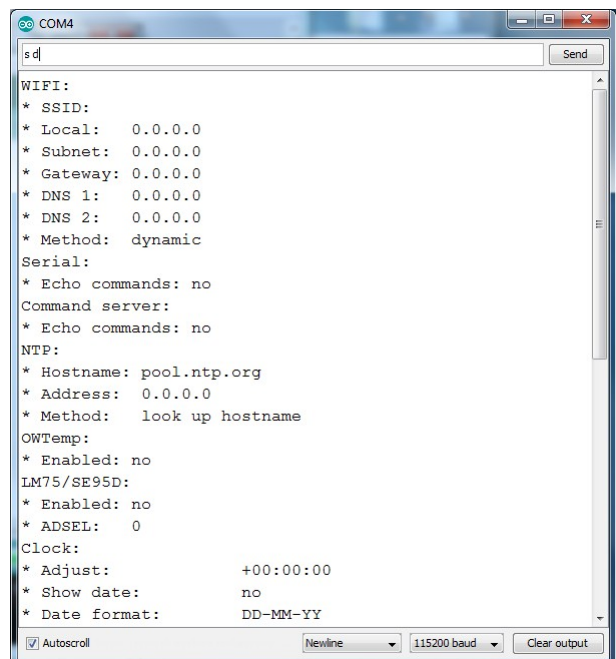 COM4
s d
Send
WIFI:
* SSID:
* Local:   0.0.0.0
* Subnet:  0.0.0.0
* Gateway: 0.0.0.0
* DNS 1:   0.0.0.0
* DNS 2:   0.0.0.0
* Method:  dynamic
Serial:
* Echo commands: no
Command server:
* Echo commands: no
NTP:
* Hostname: pool.ntp.org
* Address:  0.0.0.0
* Method:   look up hostname
OWTemp:
* Enabled: no
LM75/SE95D:
* Enabled: no
* ADSEL:   0
Clock:
* Adjust:              +00:00:00
* Show date:           no
* Date format:         DD-MM-YY
Autoscroll Newline 115200 baud Clear output